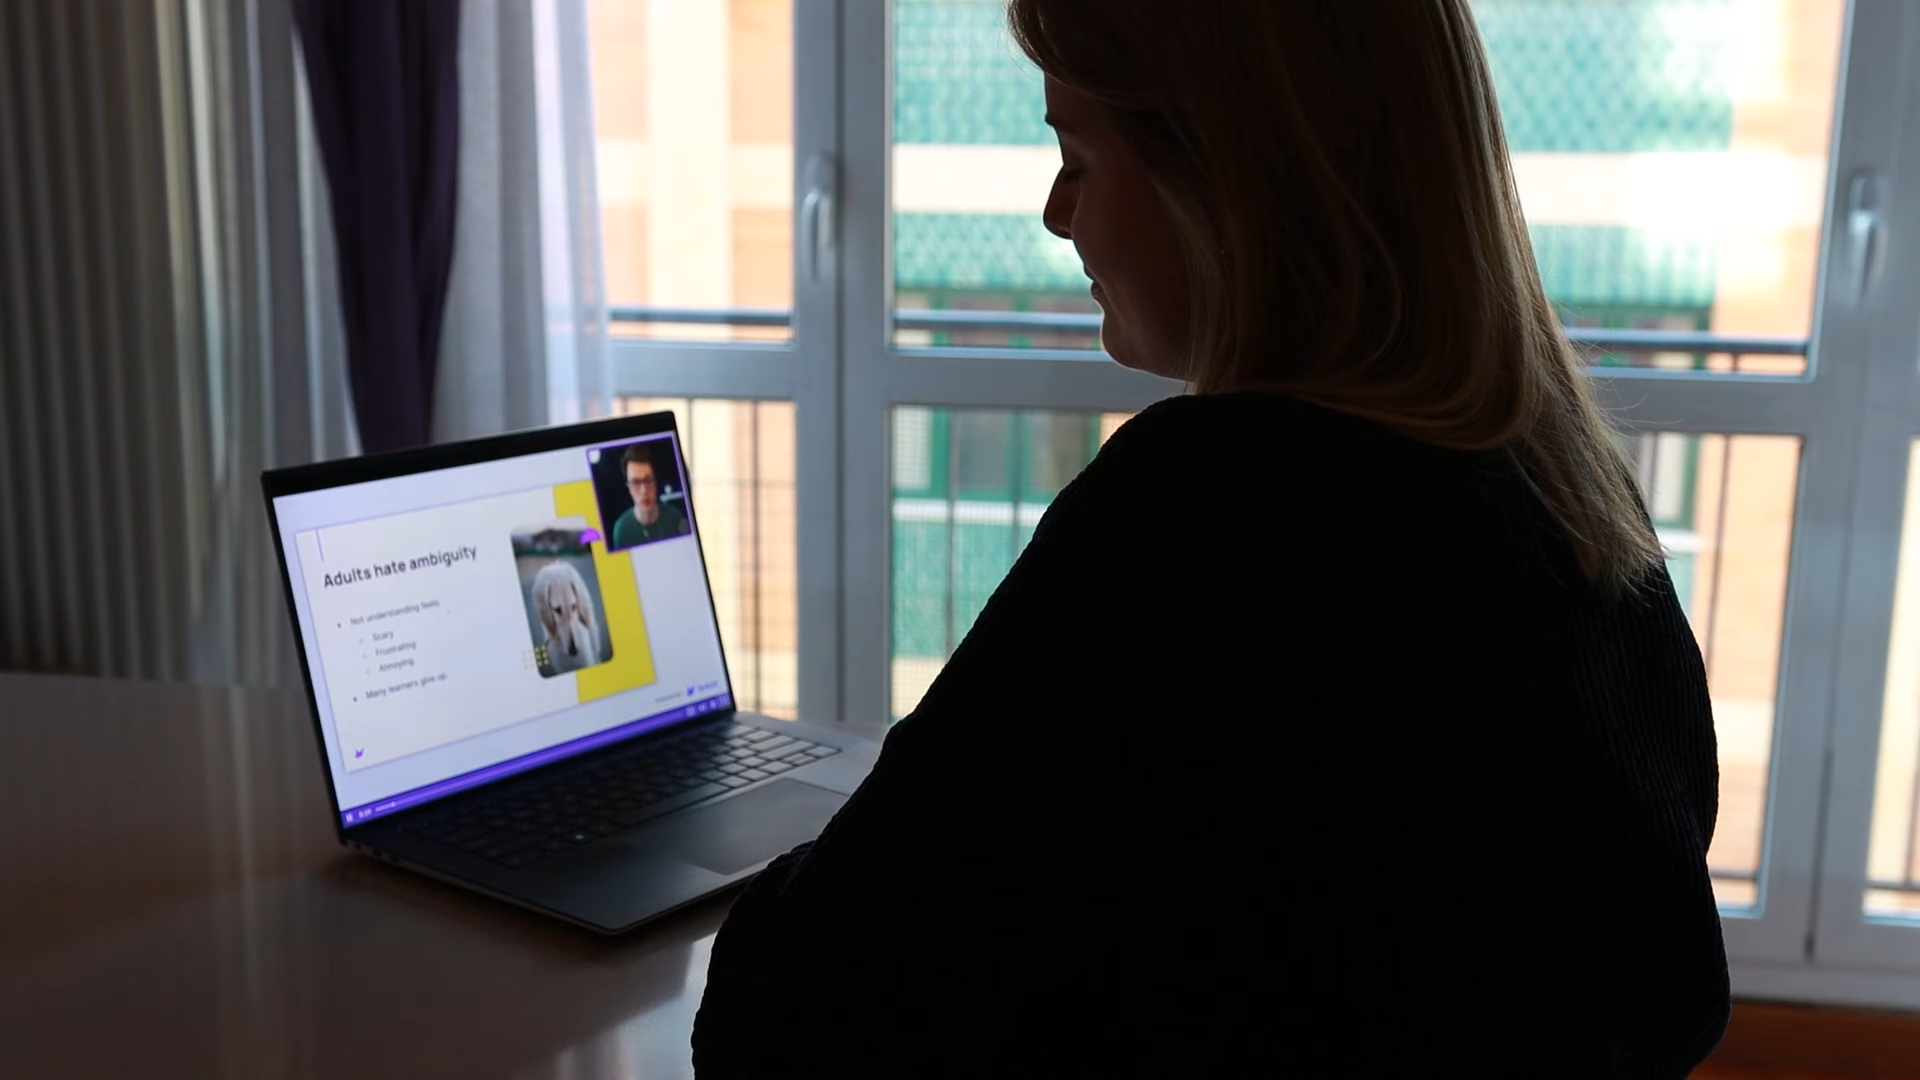 Adults hate ambiguity
• Not understanding feels:
○ Scary
○ Frustrating
○ Annoying
• Many learners give up.